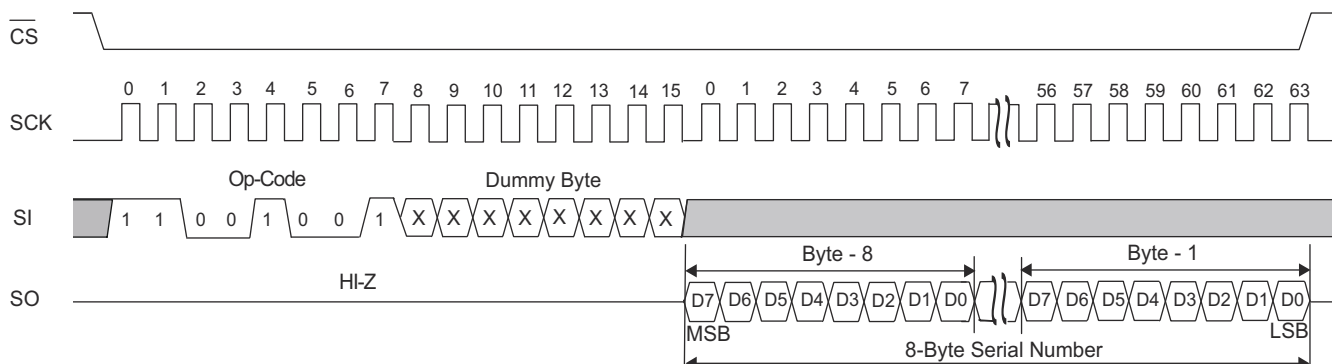 CS
0 1 2 3 4 5 6 7 8 9 10 11 12 13 14 15 0 1 2 3 4 5 6 7 56 57 58 59 60 61 62 63
SCK
Op-Code Dummy Byte
SI 1 1 0 0 1 0 0 1 X X X X X X X X
Byte - 8 Byte - 1
HI-Z
SO D7 D6 D5 D4 D3 D2 D1 D0 D7 D6 D5 D4 D3 D2 D1 D0
MSB LSB
8-Byte Serial Number